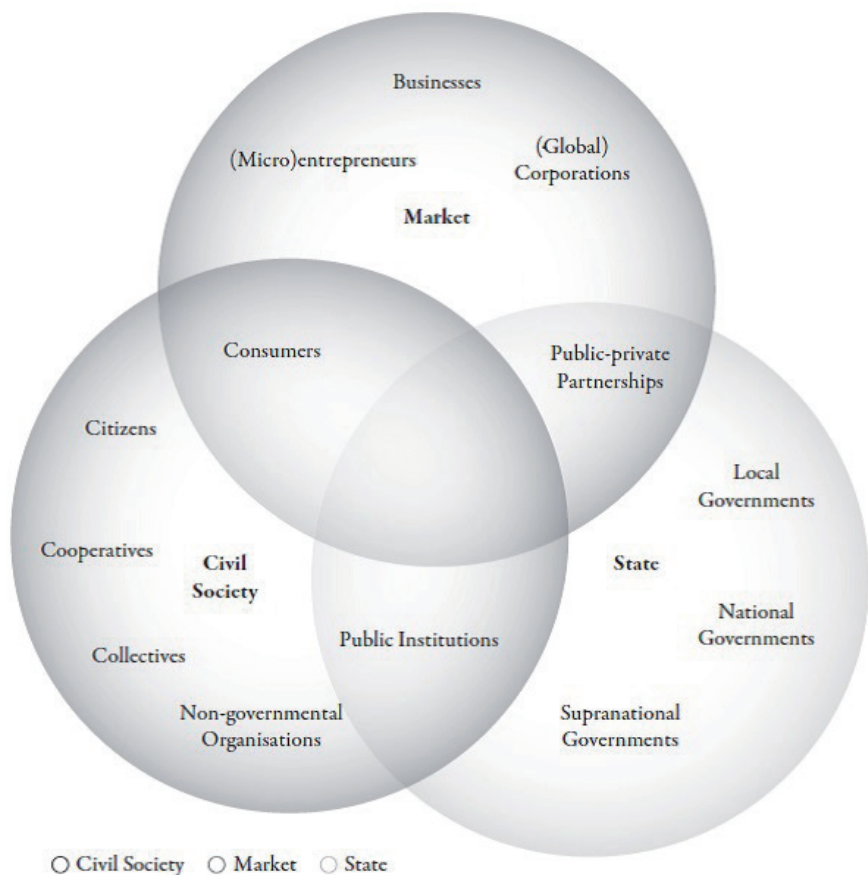 Businesses
(Micro)entrepreneurs
(Global)
Corporations
Market
Consumers
Public-private
Partnerships
Citizens
Local
Governments
Cooperatives
Civil
Society
State
National
Governments
Public Institutions
Collectives
Non-governmental
Organisations
Supranational
Governments
Civil Society Market State